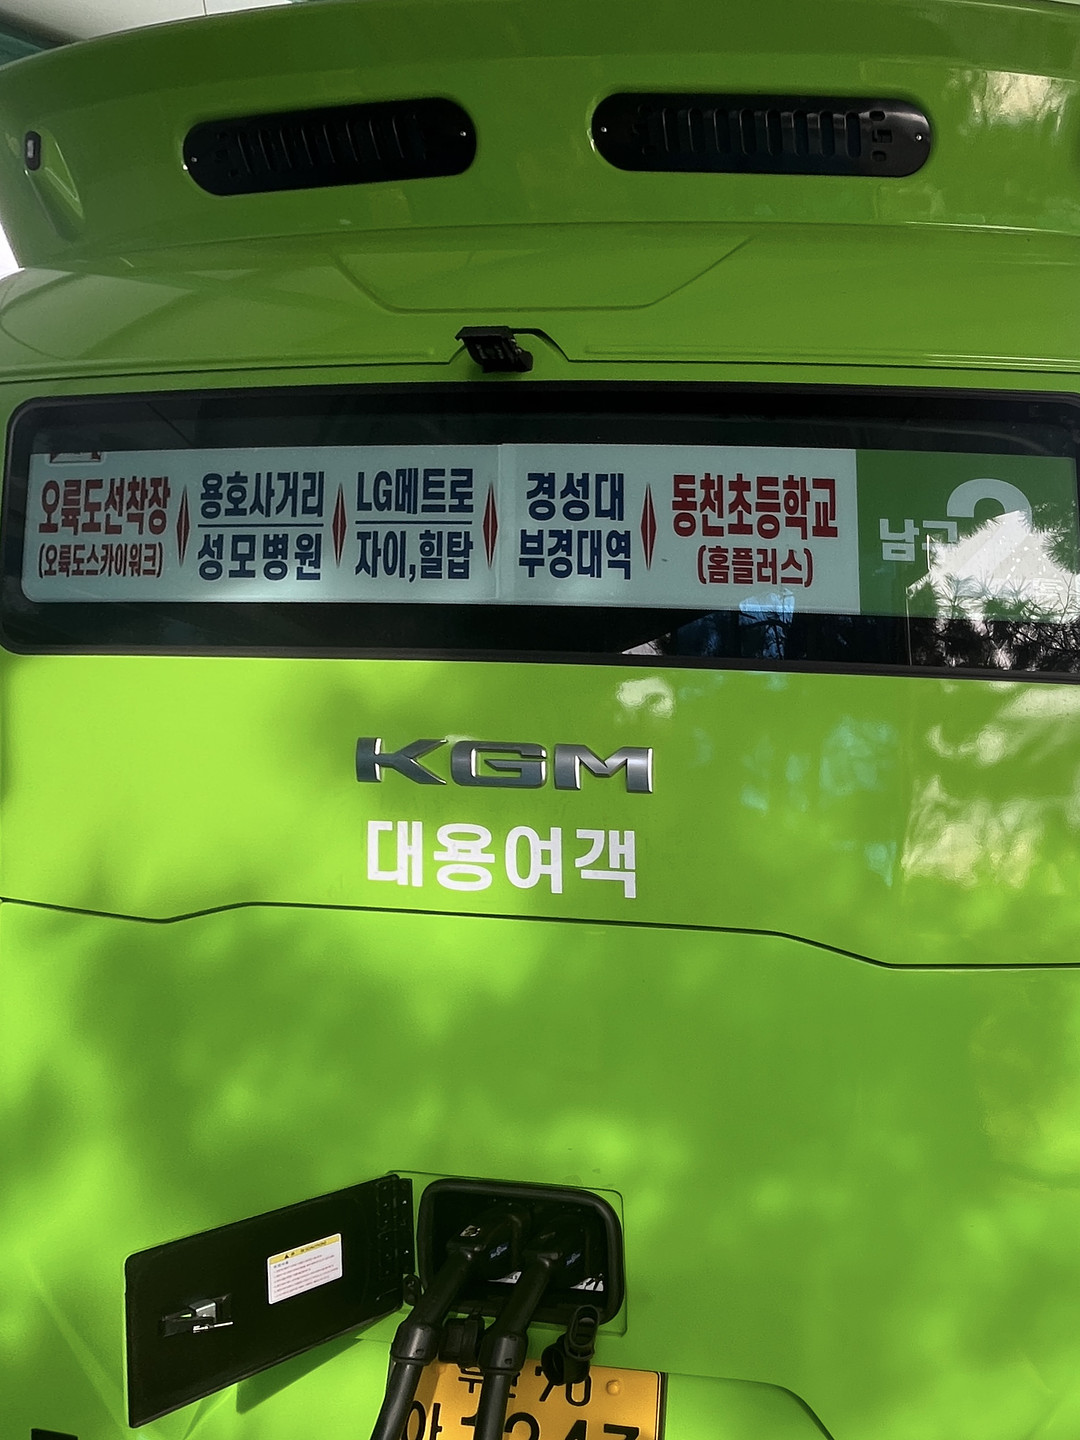 오륙도선착장
(오륙도스카이워크)
용호사거리
성모병원
LG메트로
자이,힐탑
경성대
부경대역
동천초등학교
(홈플러스)
남구 2
KGM
대용여객
70